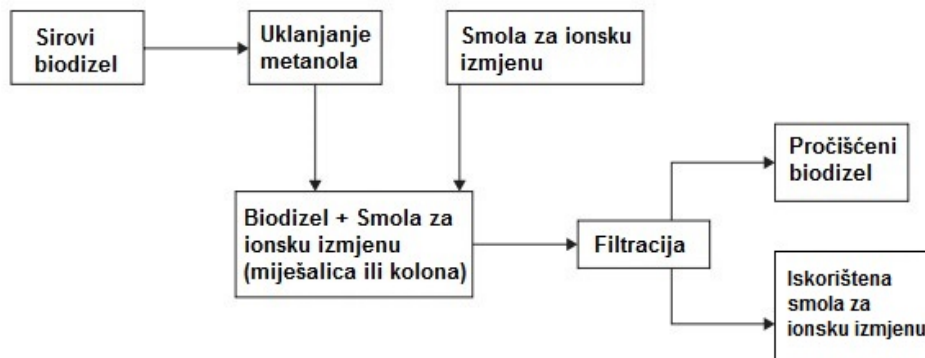 Sirovi
biodizel
Uklanjanje
metanola
Smola za ionsku
izmjenu
Biodizel + Smola za
ionsku izmjenu
(miješalica ili kolona)
Filtracija
Pročišćeni
biodizel
Iskorištena
smola za
ionsku izmjenu